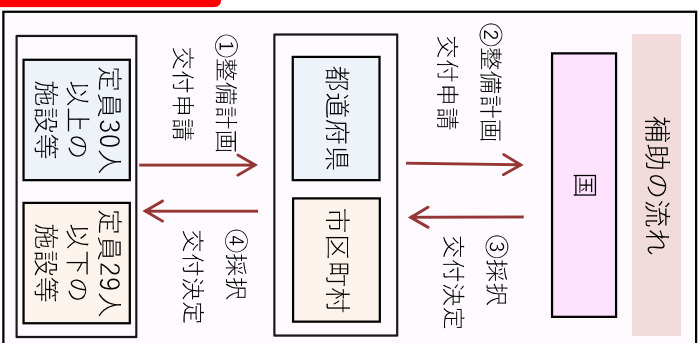 補助の流れ
国
②整備計画
交付申請
③採択
交付決定
都道府県
市区町村
①整備計画
交付申請
④採択
交付決定
定員30人
以上の
施設等
定員29人
以下の
施設等